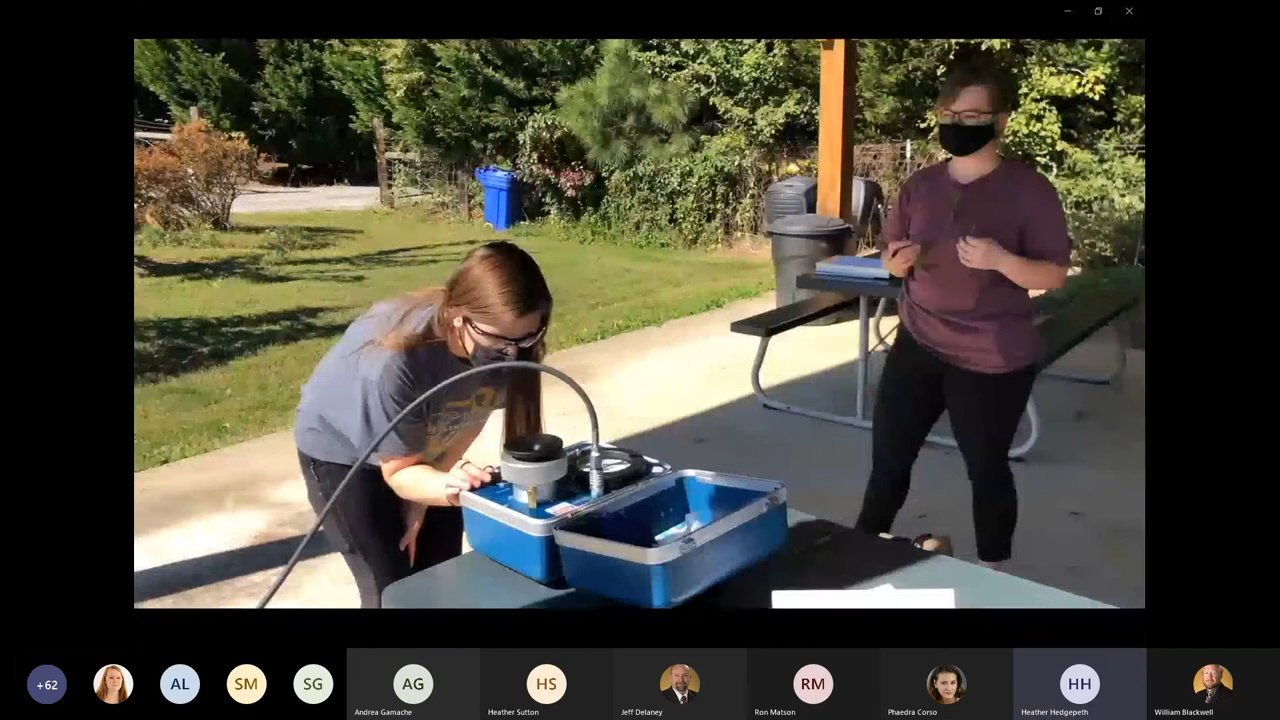 +62
AL
SM
SG
AG
HS
RM
HH
Andrea Gamache
Heather Sutton
Jeff Delaney
Ron Matson
Phaedra Corso
Heather Hedgepeth
William Blackwell